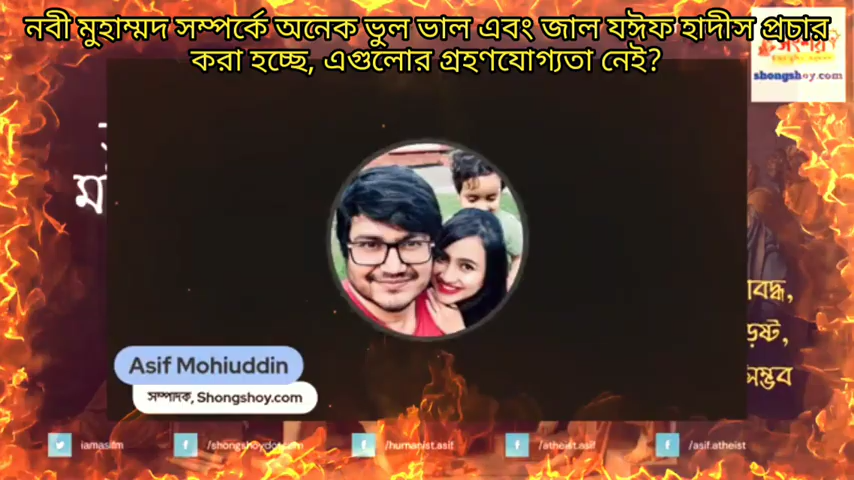 নবী মুহাম্মদ সম্পর্কে অনেক ভুল ভাল এবং জাল যঈফ হাদীস প্রচার
করা হচ্ছে, এগুলোর গ্রহণযোগ্যতা নেই?
shongshoy.com
Asif Mohiuddin
সম্পাদক, Shongshoy.com
iamasifm
/shongshoydotcom
/humanist.asif
/atheist.asif
/asif.atheist